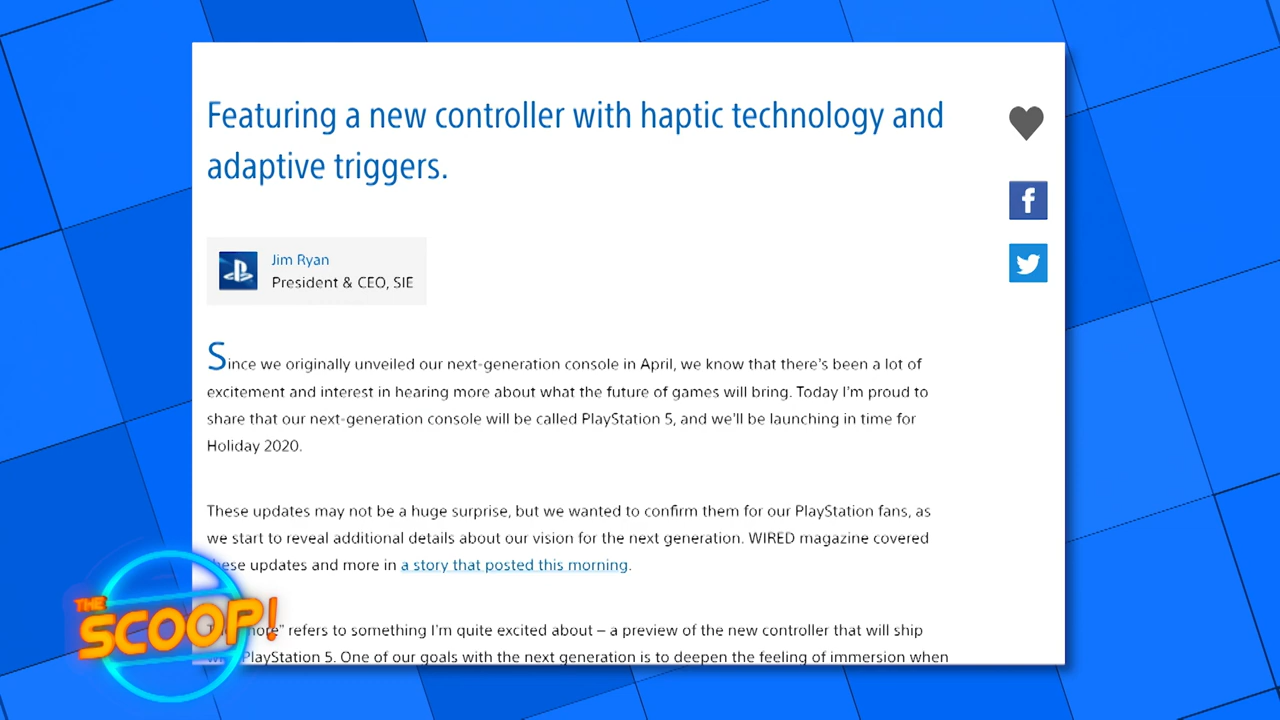 Featuring a new controller with haptic technology and
adaptive triggers.
Jim Ryan
President & CEO, SIE
Since we originally unveiled our next-generation console in April, we know that there's been a lot of
excitement and interest in hearing more about what the future of games will bring. Today I'm proud to
share that our next-generation console will be called PlayStation 5, and we'll be launching in time for
Holiday 2020.
These updates may not be a huge surprise, but we wanted to confirm them for our PlayStation fans, as
we start to reveal additional details about our vision for the next generation. WIRED magazine covered
these updates and more in a story that posted this morning.
more" refers to something I'm quite excited about – a preview of the new controller that will ship
PlayStation 5. One of our goals with the next generation is to deepen the feeling of immersion when
THE
SCOOP!